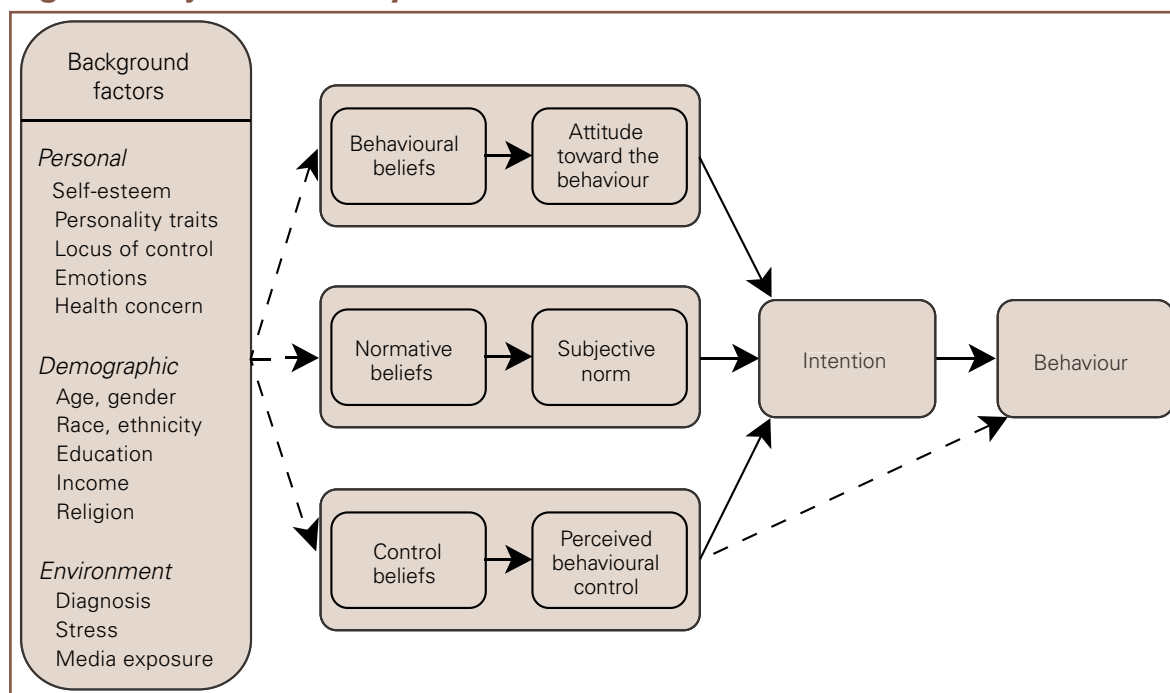 Background
factors
Personal
Self-esteem
Personality traits
Locus of control
Emotions
Health concern
Demographic
Age, gender
Race, ethnicity
Education
Income
Religion
Environment
Diagnosis
Stress
Media exposure
Behavioural
beliefs
Attitude
toward the
behaviour
Normative
beliefs
Subjective
norm
Control
beliefs
Perceived
behavioural
control
Intention
Behaviour